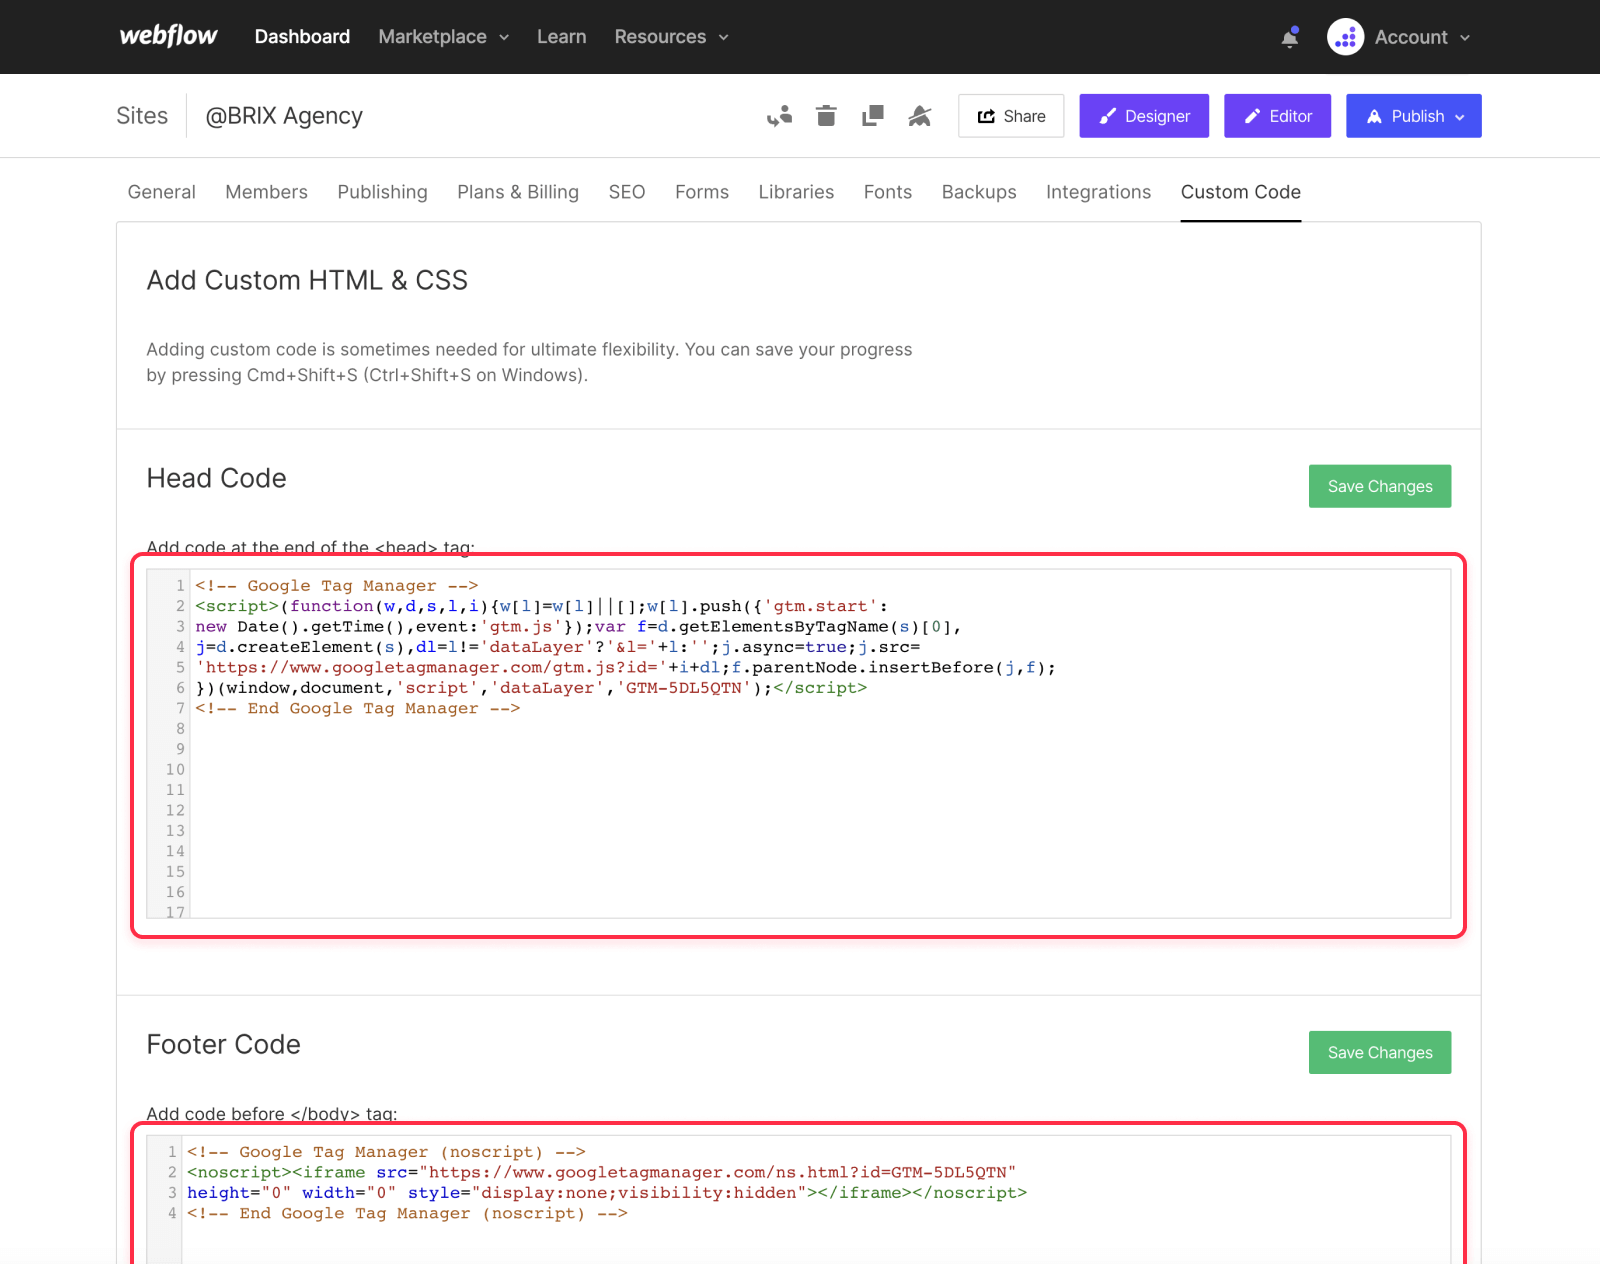 webflow Dashboard Marketplace Learn Resources Account
Sites @BRIX Agency Share Designer Editor Publish
General Members Publishing Plans & Billing SEO Forms Libraries Fonts Backups Integrations Custom Code
Add Custom HTML & CSS
Adding custom code is sometimes needed for ultimate flexibility. You can save your progress
by pressing Cmd+Shift+S (Ctrl+Shift+S on Windows).
Head Code
Save Changes
Add code at the end of the <head> tag:
1 <!-- Google Tag Manager -->
2 <script>(function(w,d,s,l,i){w[l]=w[l]||[];w[l].push({'gtm.start':
3 new Date().getTime(),event:'gtm.js'});var f=d.getElementsByTagName(s)[0],
4 j=d.createElement(s),dl=l!='dataLayer'?'&l='+l:'';j.async=true;j.src=
5 'https://www.googletagmanager.com/gtm.js?id='+i+dl;f.parentNode.insertBefore(j,f);
6 })(window,document,'script','dataLayer','GTM-5DL5QTN');</script>
7 <!-- End Google Tag Manager -->
8
9
10
11
12
13
14
15
16
17
Footer Code
Save Changes
Add code before </body> tag:
1 <!-- Google Tag Manager (noscript) -->
2 <noscript><iframe src="https://www.googletagmanager.com/ns.html?id=GTM-5DL5QTN"
3 height="0" width="0" style="display:none;visibility:hidden"></iframe></noscript>
4 <!-- End Google Tag Manager (noscript) -->